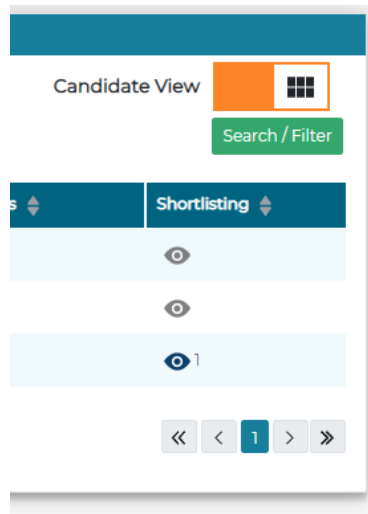 Candidate View
Search / Filter
s Shortlisting
1
« < 1 > »